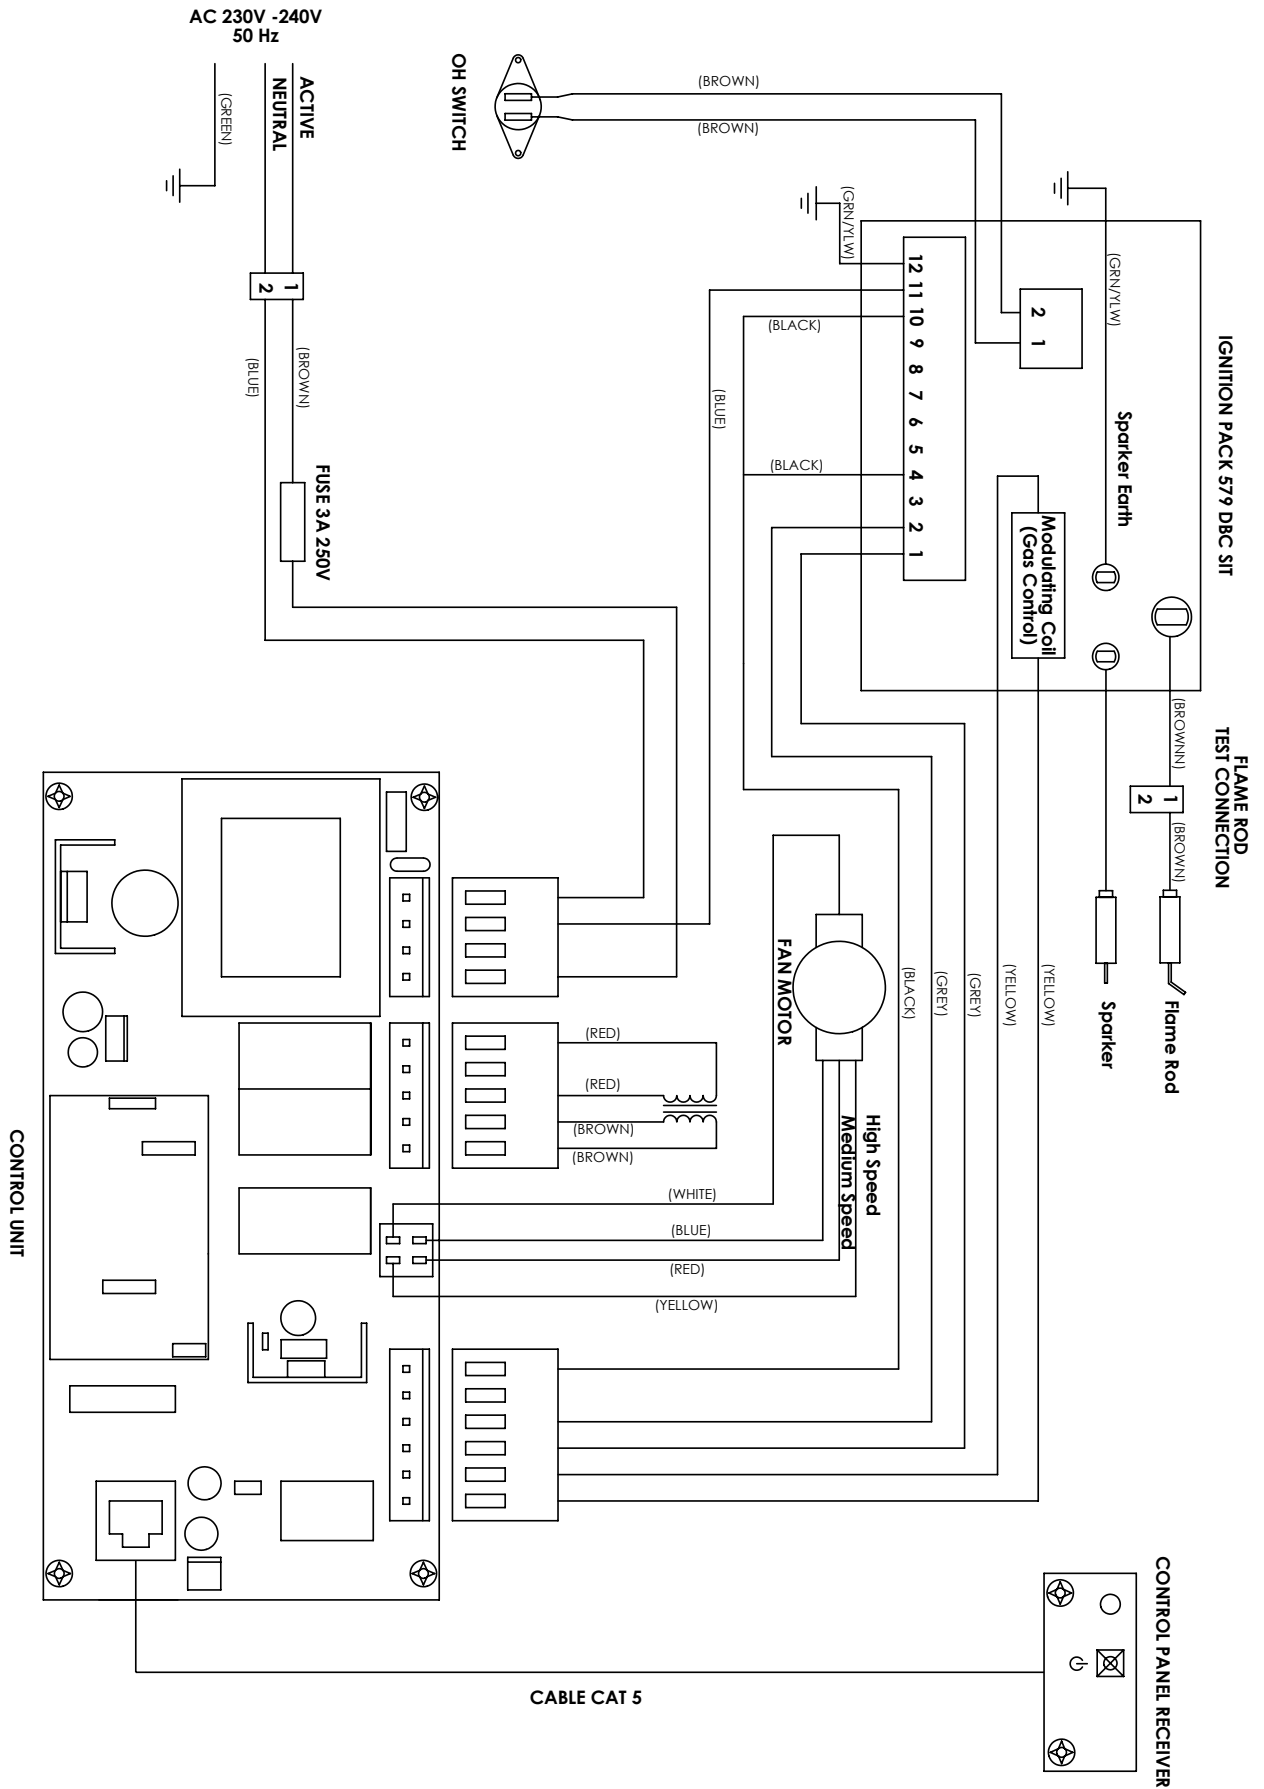 AC 230V -240V
50 Hz
ACTIVE
NEUTRAL
(GREEN)
1
2
(BROWN)
(BLUE)
FUSE 3A 250V
OH SWITCH
(BROWN)
(BROWN)
(GRN/YLW)
(GRN/YLW)
12
11
10
9
8
7
6
5
4
3
2
1
2
1
(BLACK)
(BLUE)
(BLACK)
IGNITION PACK 579 DBC SIT
Sparker Earth
Modulating Coil
(Gas Control)
FLAME ROD
TEST CONNECTION
(BROWNN)
1
2
(BROWN)
Flame Rod
Sparker
(YELLOW)
(YELLOW)
(GREY)
(GREY)
(BLACK)
FAN MOTOR
High Speed
Medium Speed
(RED)
(RED)
(BROWN)
(BROWN)
(WHITE)
(BLUE)
(RED)
(YELLOW)
CONTROL UNIT
CONTROL PANEL RECEIVER
CABLE CAT 5